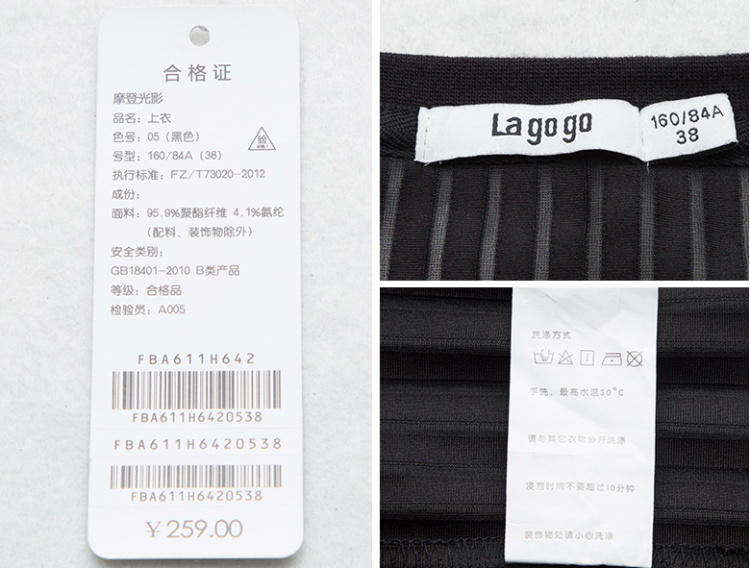 合格证
摩登光影
品名：上衣
色号：05（黑色）
号型：160/84A（38）
执行标准：FZ/T73020-2012
成份：
面料：95.9%聚酯纤维 4.1%氨纶
（配料、装饰物除外）
安全类别：
GB18401-2010 B类产品
等级：合格品
检验员：A005
验
FBA611H642
FBA611H6420538
FBA611H6420538
FBA611H6420538
￥259.00
Lagogo
160/84A
38
洗涤方式
手洗，最高水温30°C
请与其它衣物分开洗涤
浸泡时间不要超过10分钟
装饰物处请小心洗涤